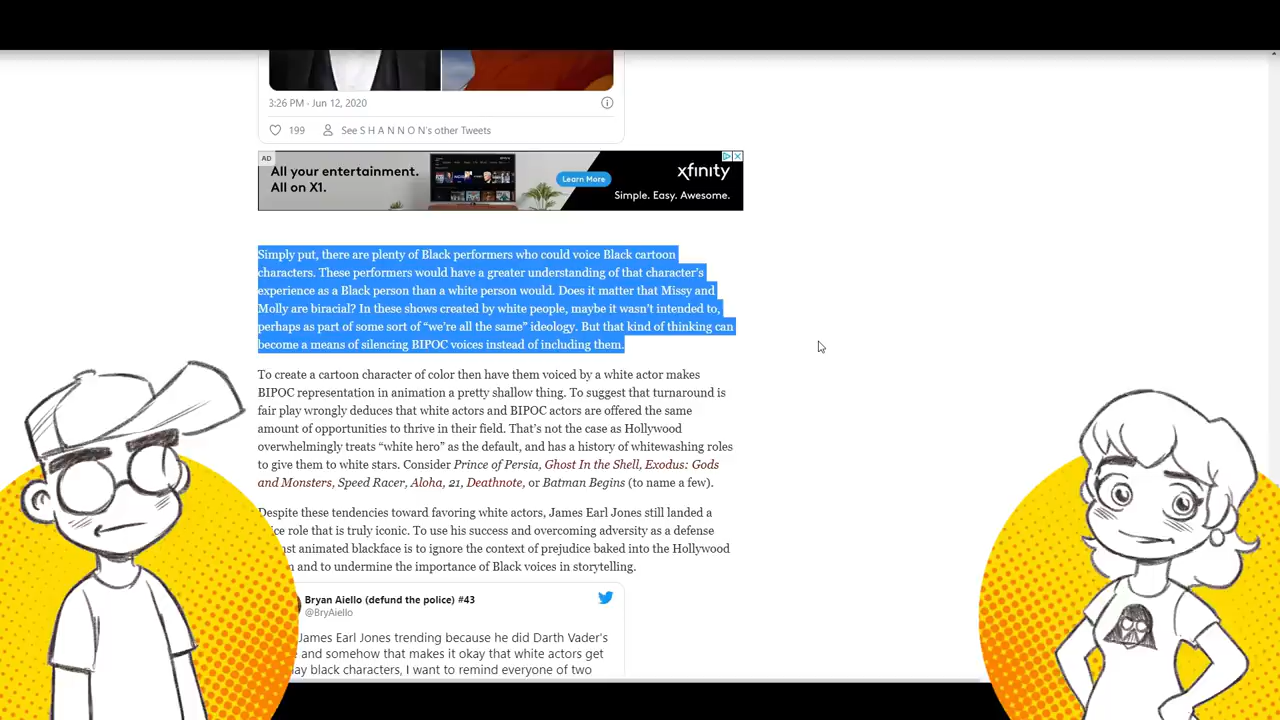 3:26 PM · Jun 12, 2020
199 See S H A N N O N's other Tweets
AD
All your entertainment.
All on X1.
Learn More
xfinity
Simple. Easy. Awesome.
Simply put, there are plenty of Black performers who could voice Black cartoon
characters. These performers would have a greater understanding of that character's
experience as a Black person than a white person would. Does it matter that Missy and
Molly are biracial? In these shows created by white people, maybe it wasn't intended to,
perhaps as part of some sort of “we're all the same” ideology. But that kind of thinking can
become a means of silencing BIPOC voices instead of including them.
To create a cartoon character of color then have them voiced by a white actor makes
BIPOC representation in animation a pretty shallow thing. To suggest that turnaround is
fair play wrongly deduces that white actors and BIPOC actors are offered the same
amount of opportunities to thrive in their field. That's not the case as Hollywood
overwhelmingly treats “white hero” as the default, and has a history of whitewashing roles
to give them to white stars. Consider Prince of Persia, Ghost In the Shell, Exodus: Gods
and Monsters, Speed Racer, Aloha, 21, Deathnote, or Batman Begins (to name a few).
Despite these tendencies toward favoring white actors, James Earl Jones still landed a
role that is truly iconic. To use his success and overcoming adversity as a defense
animated blackface is to ignore the context of prejudice baked into the Hollywood
and to undermine the importance of Black voices in storytelling.
Bryan Aiello (defund the police) #43
@BryAiello
James Earl Jones trending because he did Darth Vader's
and somehow that makes it okay that white actors get
black characters, I want to remind everyone of two